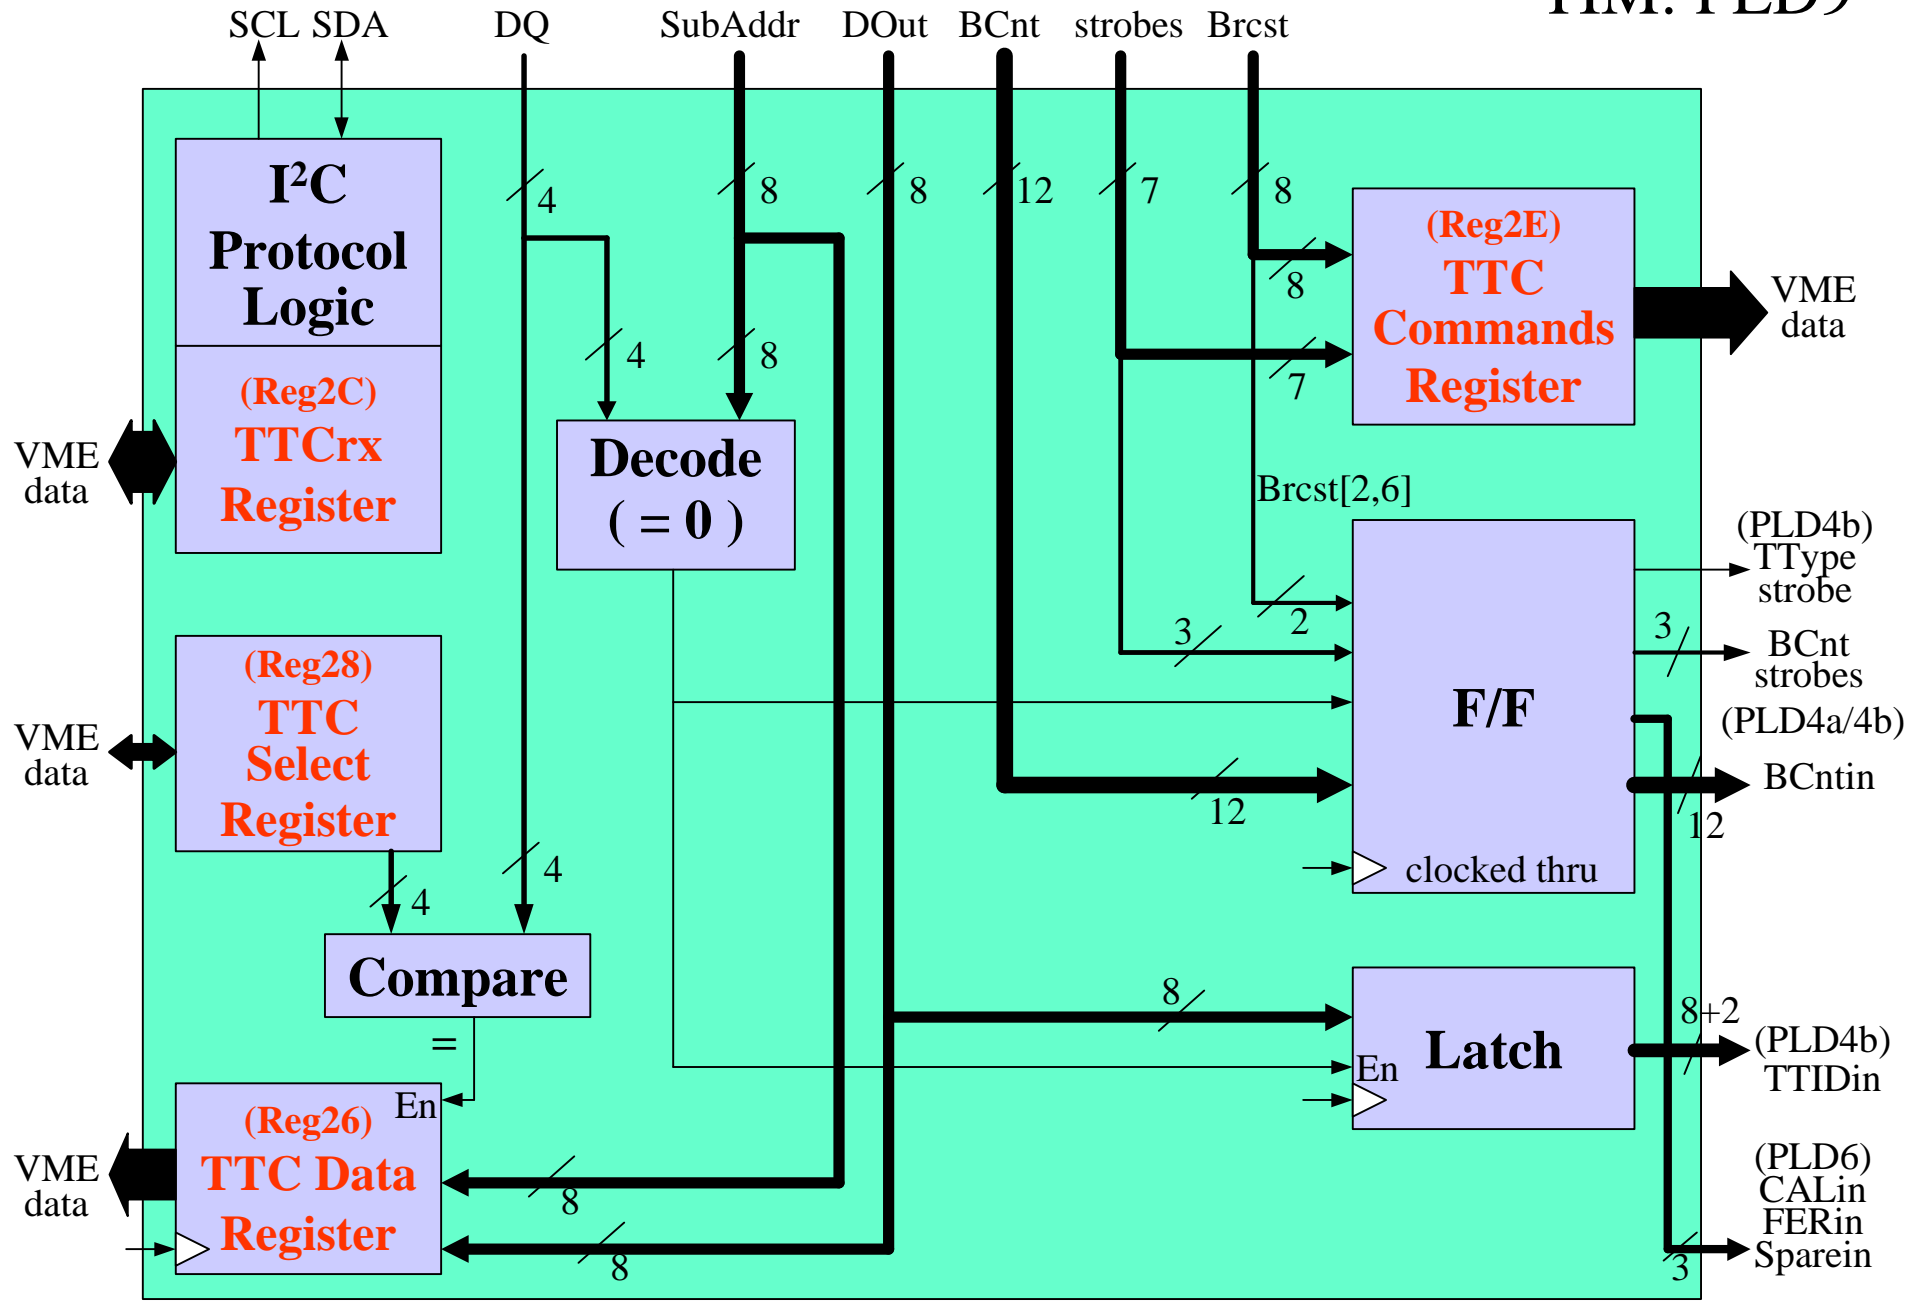 TIM: PLD9
SCL SDA DQ SubAddr DOut BCnt strobes Brcst
I²C
Protocol
Logic
(Reg2C)
TTCrx
Register
VME
data
4
8
8
12
7
8
4
8
Decode
( = 0 )
(Reg2E)
TTC
Commands
Register
8
7
VME
data
Brcst[2,6]
2
3
F/F
12
clocked thru
(PLD4b)
TType
strobe
3
BCnt
strobes
(PLD4a/4b)
BCntin
12
(Reg28)
TTC
Select
Register
VME
data
4
4
Compare
=
En
(Reg26)
TTC Data
Register
VME
data
8
8
8
En
Latch
8+2
(PLD4b)
TTIDin
(PLD6)
CALin
FERin
Sparein
3